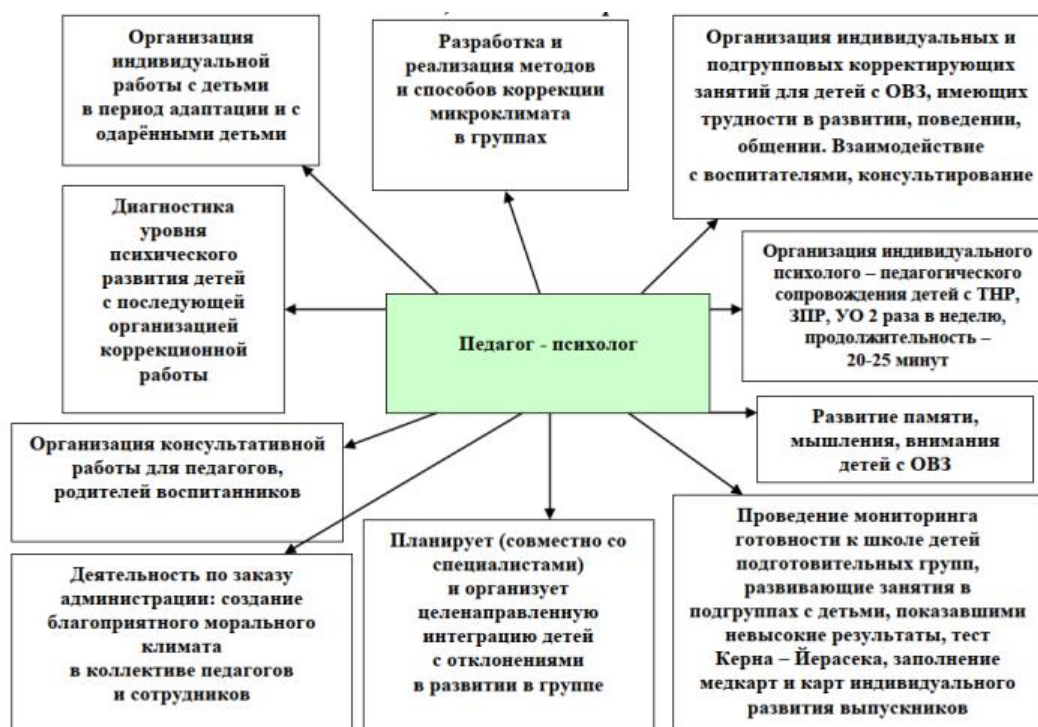 Организация
индивидуальной
работы с детьми
в период адаптации и с
одарёнными детьми
Разработка и
реализация методов
и способов коррекции
микроклимата
в группах
Организация индивидуальных и
подгрупповых корректирующих
занятий для детей с ОВЗ, имеющих
трудности в развитии, поведении,
общении. Взаимодействие
с воспитателями, консультирование
Диагностика
уровня
психического
развития детей
с последующей
организацией
коррекционной
работы
Педагог - психолог
Организация индивидуального
психолого – педагогического
сопровождения детей с ТНР,
ЗПР, УО 2 раза в неделю,
продолжительность –
20-25 минут
Организация консультативной
работы для педагогов,
родителей воспитанников
Развитие памяти,
мышления, внимания
детей с ОВЗ
Деятельность по заказу
администрации: создание
благоприятного морального
климата
в коллективе педагогов
и сотрудников
Планирует (совместно со
специалистами)
и организует
целенаправленную
интеграцию детей
с отклонениями
в развитии в группе
Проведение мониторинга
готовности к школе детей
подготовительных групп,
развивающие занятия в
подгруппах с детьми, показавшими
невысокие результаты, тест
Керна – Йерасека, заполнение
медкарт и карт индивидуального
развития выпускников